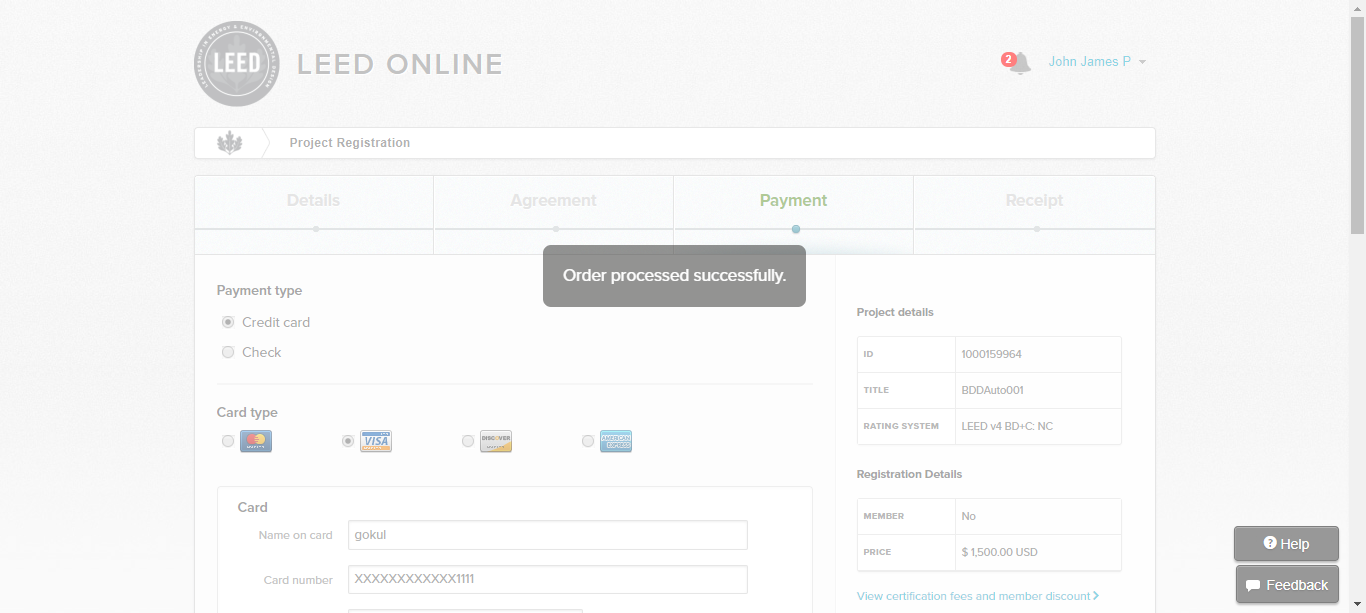 LEED
LEED ONLINE
2
John James P
Project Registration
Details
Agreement
Payment
Receipt
Order processed successfully.
Payment type
Credit card
Check
Card type
VISA
DISCOVER
AMERICAN
EXPRESS
Card
Name on card
gokul
Card number
XXXXXXXXXXXX1111
Project details
ID
1000159964
TITLE
BDDAuto001
RATING SYSTEM
LEED v4 BD+C: NC
Registration Details
MEMBER
No
PRICE
$ 1,500.00 USD
View certification fees and member discount
Help
Feedback